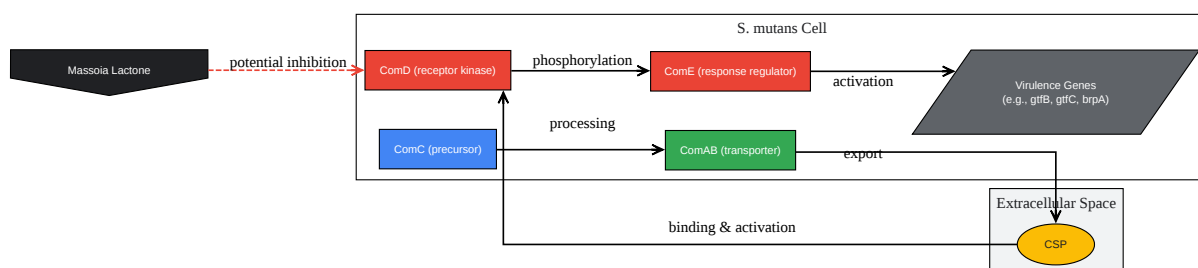 S. mutans Cell
Massoia Lactone
potential inhibition
ComD (receptor kinase)
phosphorylation
ComE (response regulator)
activation
Virulence Genes
(e.g., gtfB, gtfC, brpA)
ComC (precursor)
processing
ComAB (transporter)
export
Extracellular Space
binding & activation
CSP